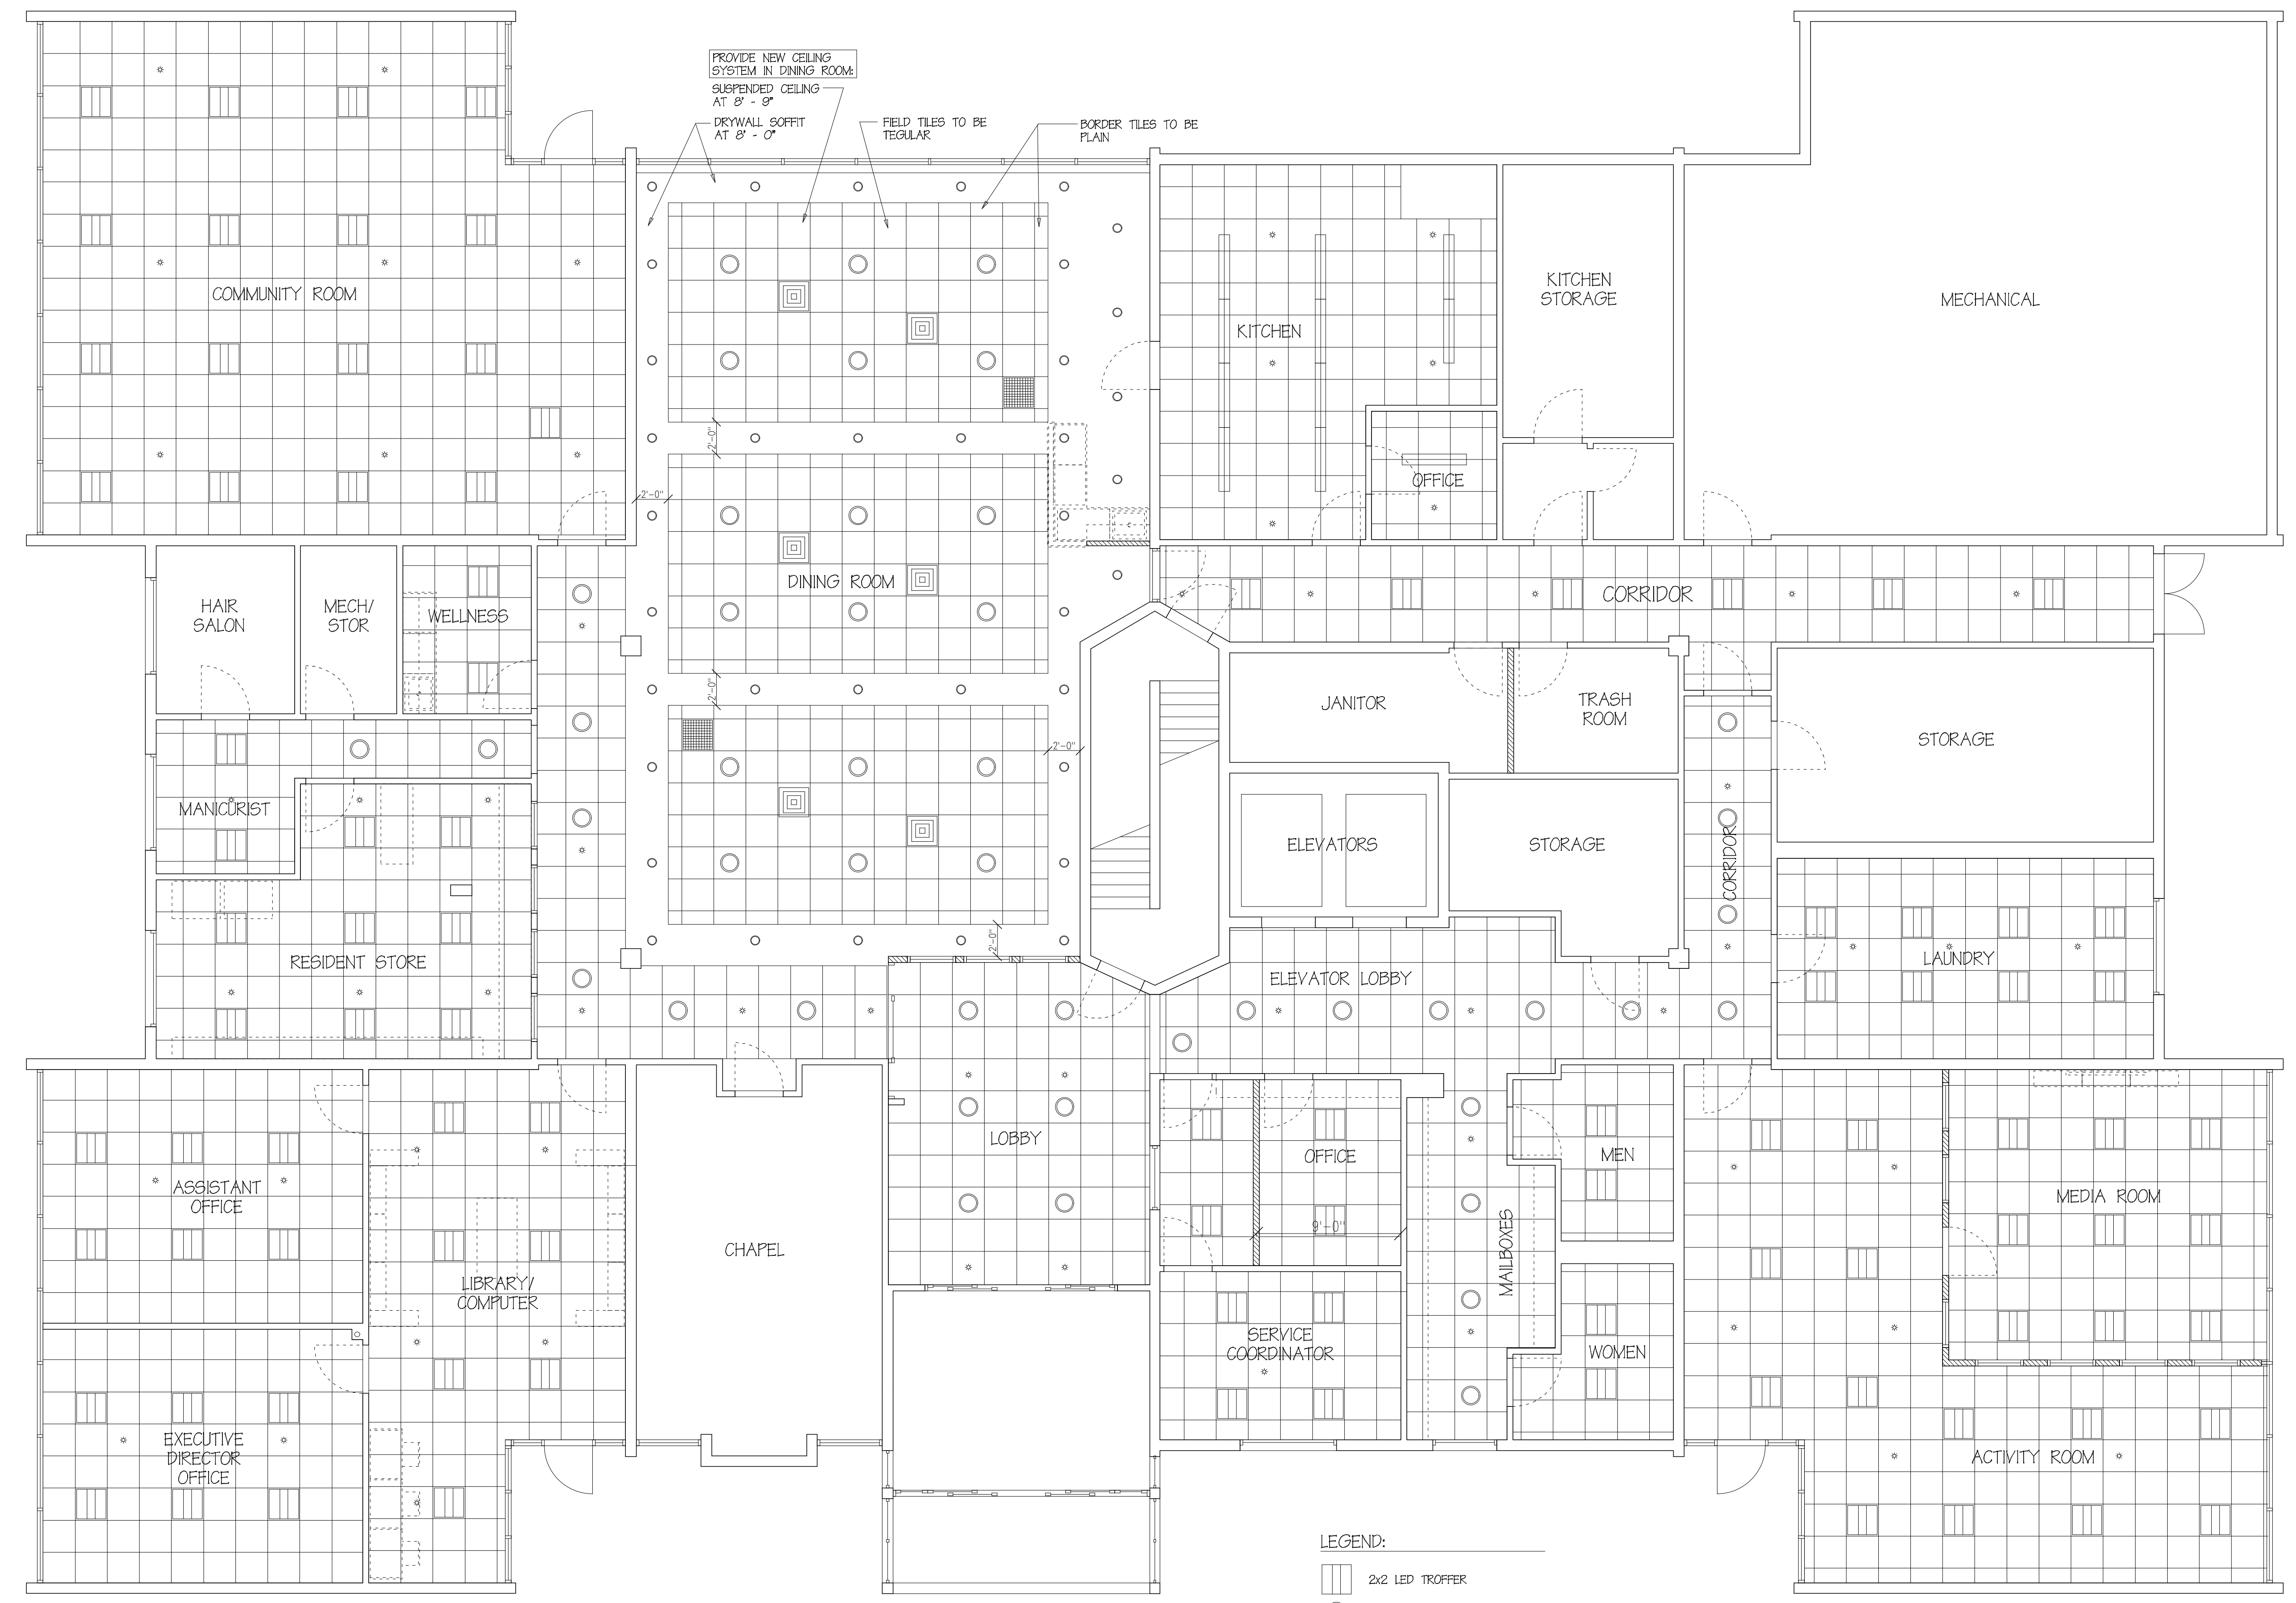 PROVIDE NEW CEILING
SYSTEM IN DINING ROOM:
SUSPENDED CEILING
AT 8' - 9"
DRYWALL SOFFIT
AT 8' - 0"
FIELD TILES TO BE
TEGULAR
BORDER TILES TO BE
PLAIN
COMMUNITY ROOM
KITCHEN
KITCHEN
STORAGE
MECHANICAL
2'-0"
2'-0"
OFFICE
DINING ROOM
CORRIDOR
HAIR
SALON
MECH/
STOR
WELLNESS
2'-0"
2'-0"
JANITOR
TRASH
ROOM
STORAGE
MANICURIST
ELEVATORS
STORAGE
CORRIDOR
RESIDENT STORE
2'-0"
ELEVATOR LOBBY
LAUNDRY
LOBBY
OFFICE
MEN
ASSISTANT
OFFICE
MEDIA ROOM
9'-0"
CHAPEL
MAILBOXES
LIBRARY/
COMPUTER
SERVICE
COORDINATOR
WOMEN
EXECUTIVE
DIRECTOR
OFFICE
ACTIVITY ROOM
LEGEND:
2x2 LED TROFFER